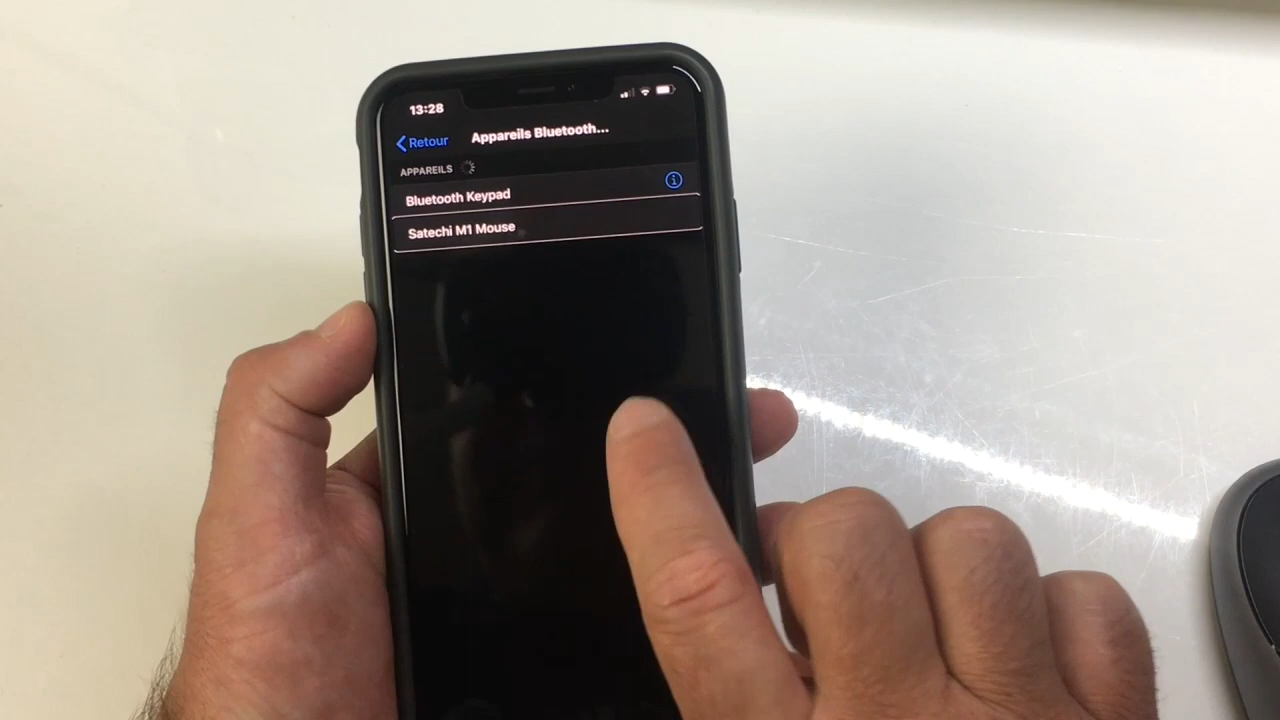 13:28
Retour
Appareils Bluetooth...
APPAREILS
Bluetooth Keypad
Satechi M1 Mouse